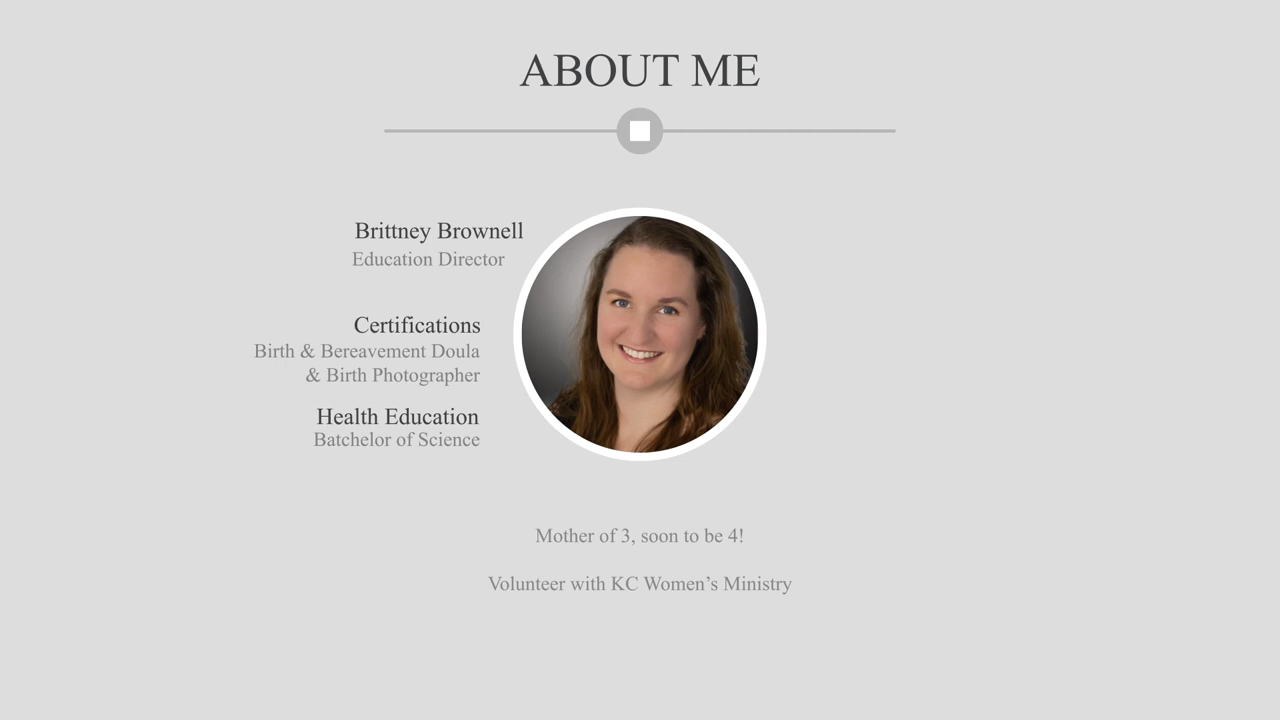 ABOUT ME
Brittney Brownell
Education Director
Certifications
Birth & Bereavement Doula
& Birth Photographer
Health Education
Batchelor of Science
Mother of 3, soon to be 4!
Volunteer with KC Women’s Ministry